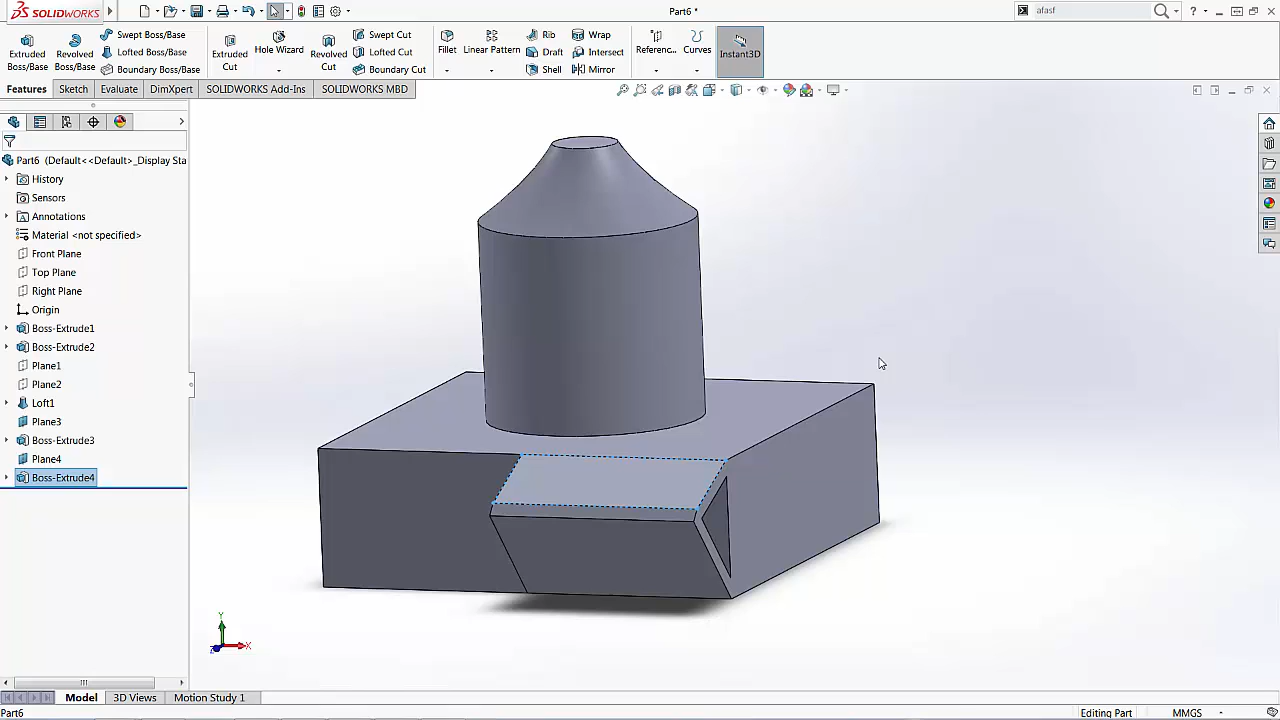 SOLIDWORKS
Part6 *
afasf
Extruded Boss/Base
Revolved Boss/Base
Swept Boss/Base
Lofted Boss/Base
Boundary Boss/Base
Extruded Cut
Hole Wizard
Revolved Cut
Swept Cut
Lofted Cut
Boundary Cut
Fillet
Linear Pattern
Rib
Draft
Shell
Wrap
Intersect
Mirror
Referenc...
Curves
Instant3D
Features
Sketch
Evaluate
DimXpert
SOLIDWORKS Add-Ins
SOLIDWORKS MBD
Part6 (Default<<Default>_Display Sta
History
Sensors
Annotations
Material <not specified>
Front Plane
Top Plane
Right Plane
Origin
Boss-Extrude1
Boss-Extrude2
Plane1
Plane2
Loft1
Plane3
Boss-Extrude3
Plane4
Boss-Extrude4
Y
X
Z
Model
3D Views
Motion Study 1
Part6
Editing Part
MMGS